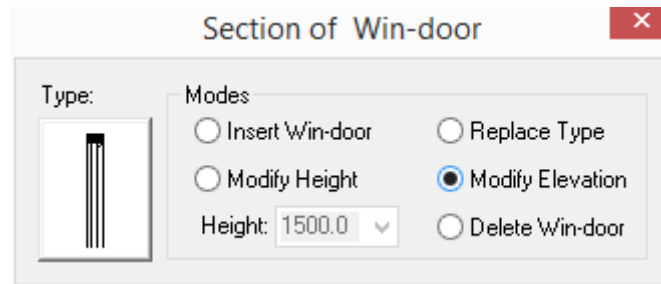 Section of Win-door
Type:
Modes
Insert Win-door
Replace Type
Modify Height
Modify Elevation
Height: 1500.0
Delete Win-door